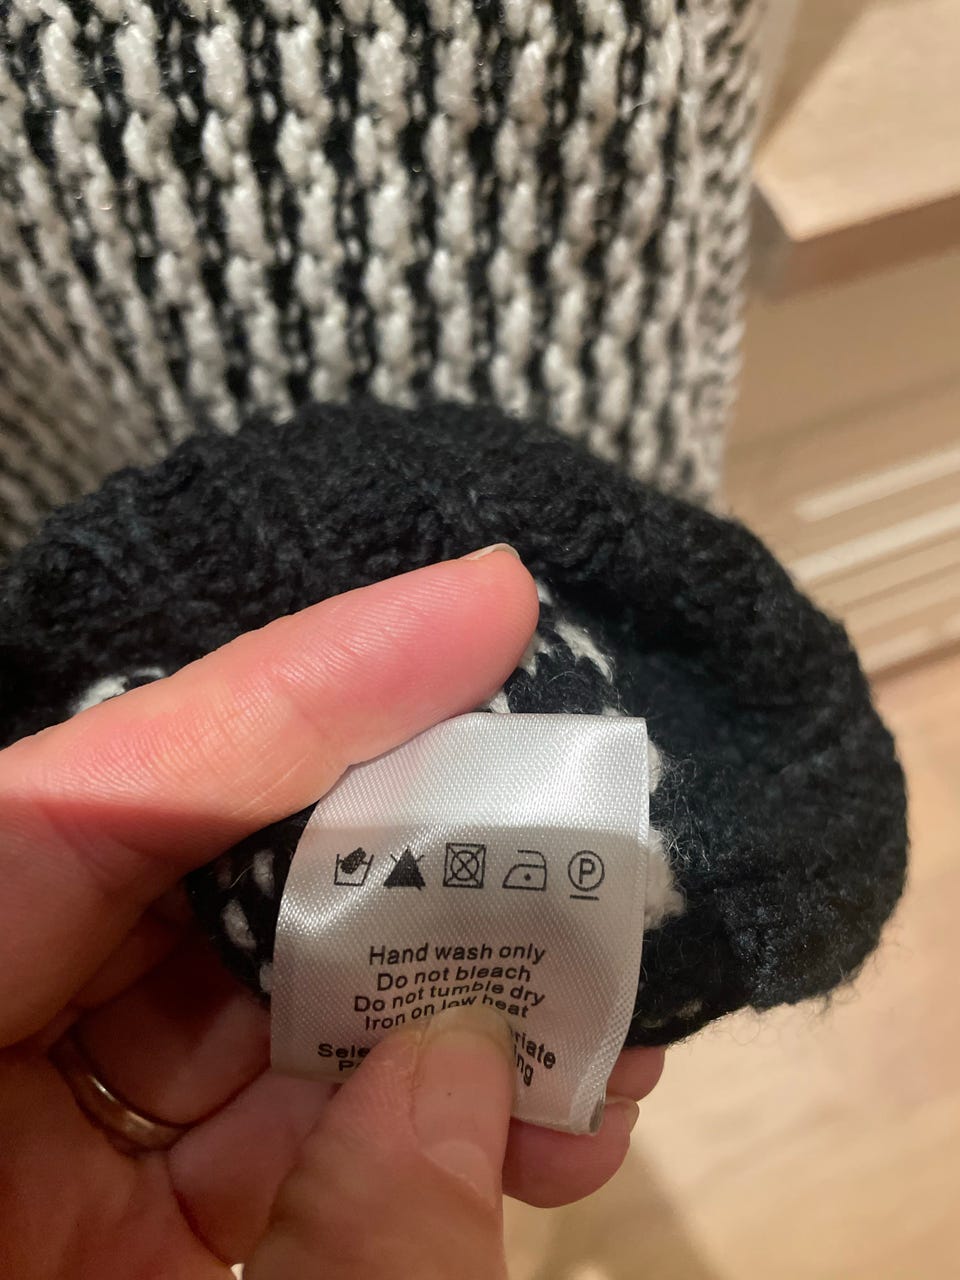 P
Hand wash only
Do not bleach
Do not tumble dry
Iron on low heat